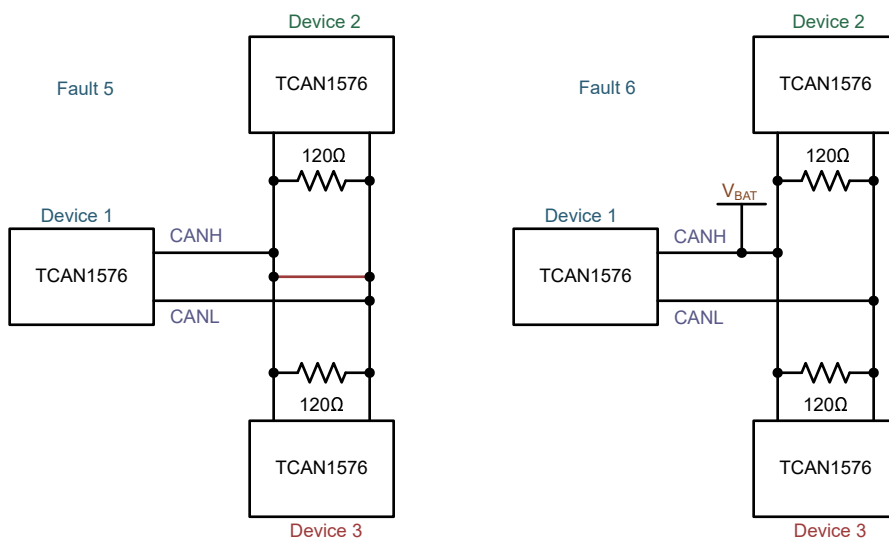 Device 2
TCAN1576
Fault 5
120Ω
Device 1
CANH
TCAN1576
CANL
120Ω
TCAN1576
Device 3
Device 2
TCAN1576
Fault 6
120Ω
V_BAT
Device 1
CANH
TCAN1576
CANL
120Ω
TCAN1576
Device 3